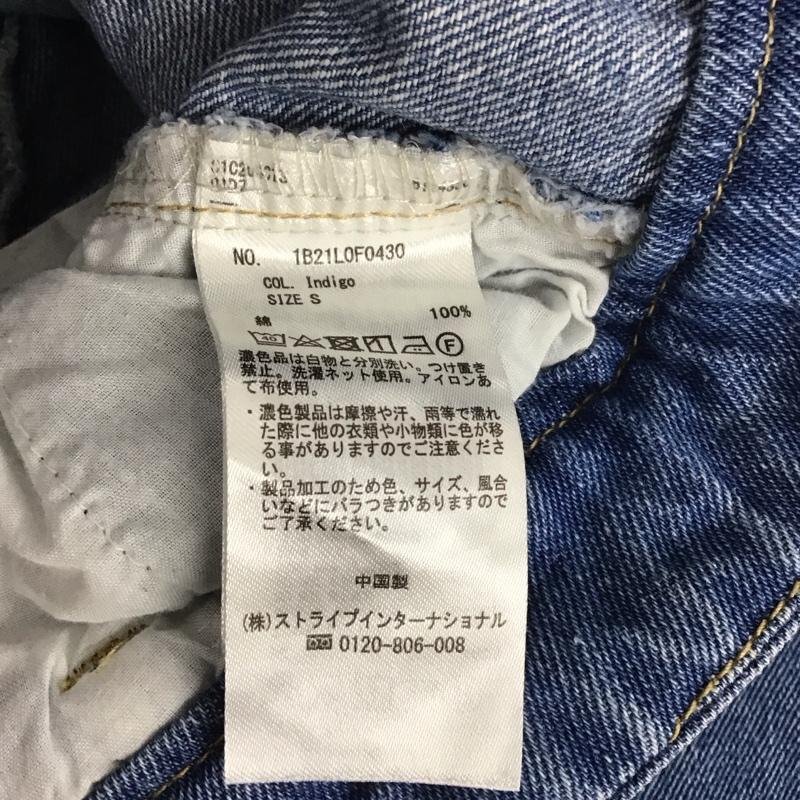 NO. 1B21L0F0430
COL. Indigo
SIZE S
綿 100%
40 F
濃色品は白物と分別洗い。つけ置き
禁止。洗濯ネット使用。アイロンあ
て布使用。
・濃色製品は摩擦や汗、雨等で濡れ
た際に他の衣類や小物類に色が移
る事がありますのでご注意くださ
い。
・製品加工のため色、サイズ、風合
いなどにバラつきがありますので
ご了承ください。
中国製
(株)ストライプインターナショナル
0120-806-008